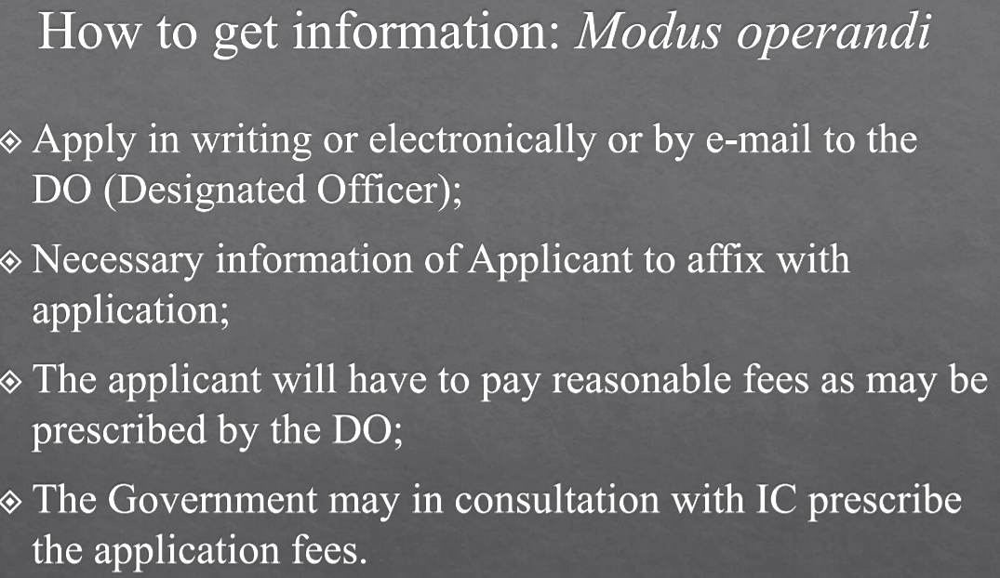 How to get information: Modus operandi
Apply in writing or electronically or by e-mail to the
DO (Designated Officer);
Necessary information of Applicant to affix with
application;
The applicant will have to pay reasonable fees as may be
prescribed by the DO;
The Government may in consultation with IC prescribe
the application fees.